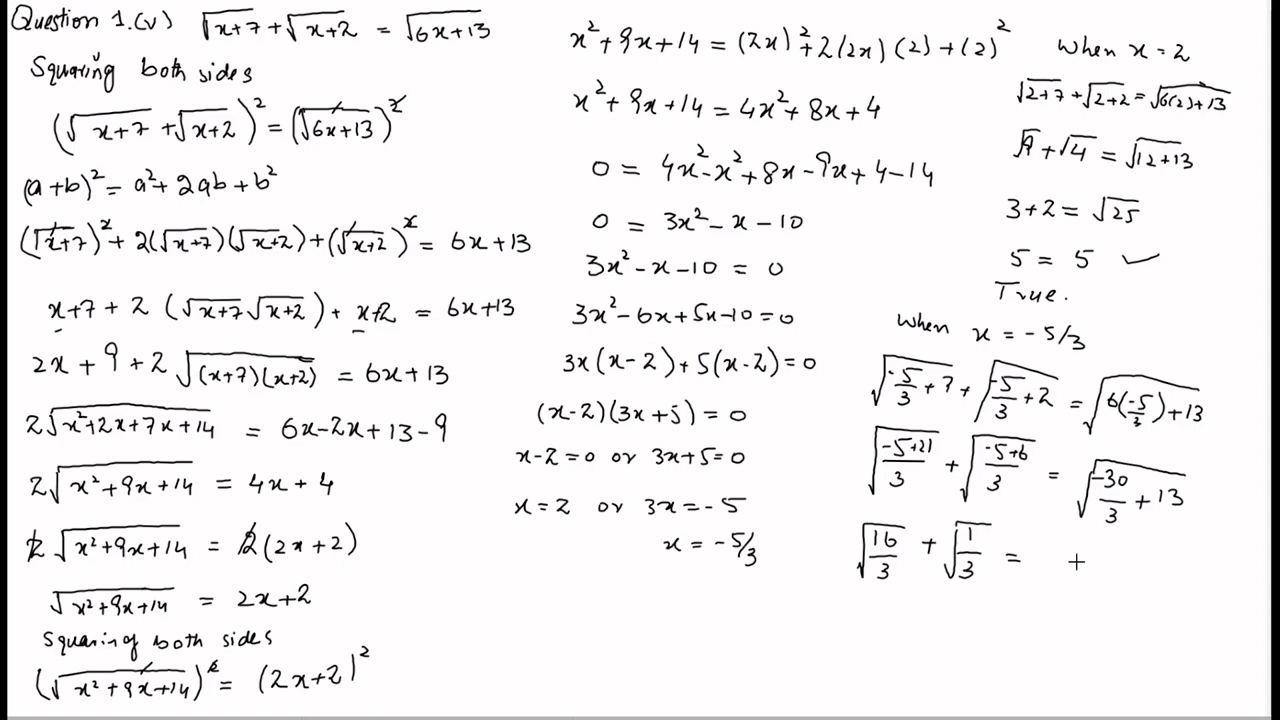 Question 1.(v) √(x+7) + √(x+2) = √(6x+13)
Squaring both sides
(√(x+7) + √(x+2))² = (√(6x+13))²
(a+b)² = a² + 2ab + b²
(√(x+7))² + 2(√(x+7))(√(x+2)) + (√(x+2))² = 6x+13
x+7 + 2(√(x+7)√(x+2)) + x+2 = 6x+13
2x + 9 + 2√((x+7)(x+2)) = 6x+13
2√(x²+2x+7x+14) = 6x-2x+13-9
2√(x²+9x+14) = 4x+4
2√(x²+9x+14) = 2(2x+2)
√(x²+9x+14) = 2x+2
Squaring both sides
(√(x²+9x+14))² = (2x+2)²
x²+9x+14 = (2x)²+2(2x)(2)+(2)²
x²+9x+14 = 4x²+8x+4
0 = 4x²-x²+8x-9x+4-14
0 = 3x²-x-10
3x²-x-10 = 0
3x²-6x+5x-10=0
3x(x-2)+5(x-2)=0
(x-2)(3x+5)=0
x-2=0 or 3x+5=0
x=2 or 3x=-5
x = -5/3
When x = 2
√(2+7) + √(2+2) = √(6(2)+13)
√9 + √4 = √(12+13)
3+2 = √25
5 = 5 ✓
True.
When x = -5/3
√(-5/3 + 7) + √(-5/3 + 2) = √(6(-5/3)+13)
√((-5+21)/3) + √((-5+6)/3) = √(-30/3 + 13)
√(16/3) + √(1/3) =